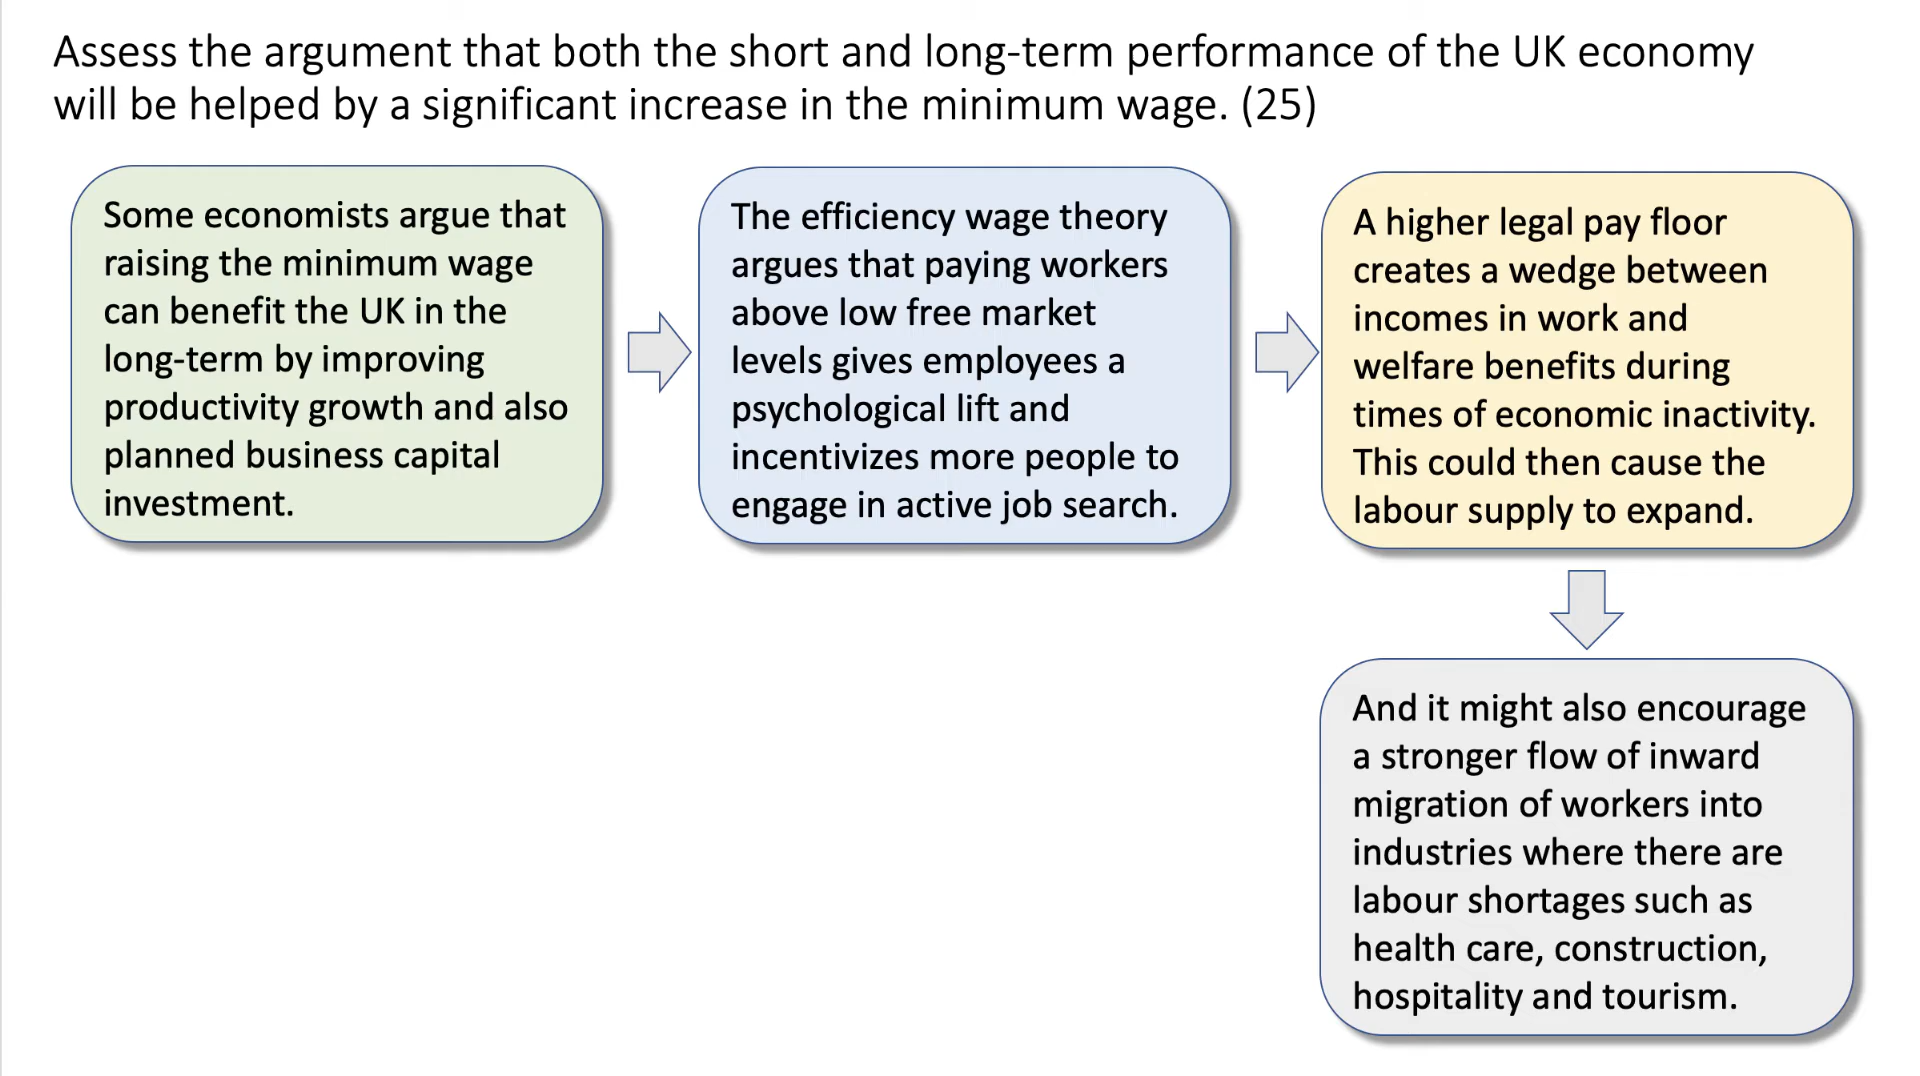 Assess the argument that both the short and long-term performance of the UK economy
will be helped by a significant increase in the minimum wage. (25)
Some economists argue that
raising the minimum wage
can benefit the UK in the
long-term by improving
productivity growth and also
planned business capital
investment.
The efficiency wage theory
argues that paying workers
above low free market
levels gives employees a
psychological lift and
incentivizes more people to
engage in active job search.
A higher legal pay floor
creates a wedge between
incomes in work and
welfare benefits during
times of economic inactivity.
This could then cause the
labour supply to expand.
And it might also encourage
a stronger flow of inward
migration of workers into
industries where there are
labour shortages such as
health care, construction,
hospitality and tourism.